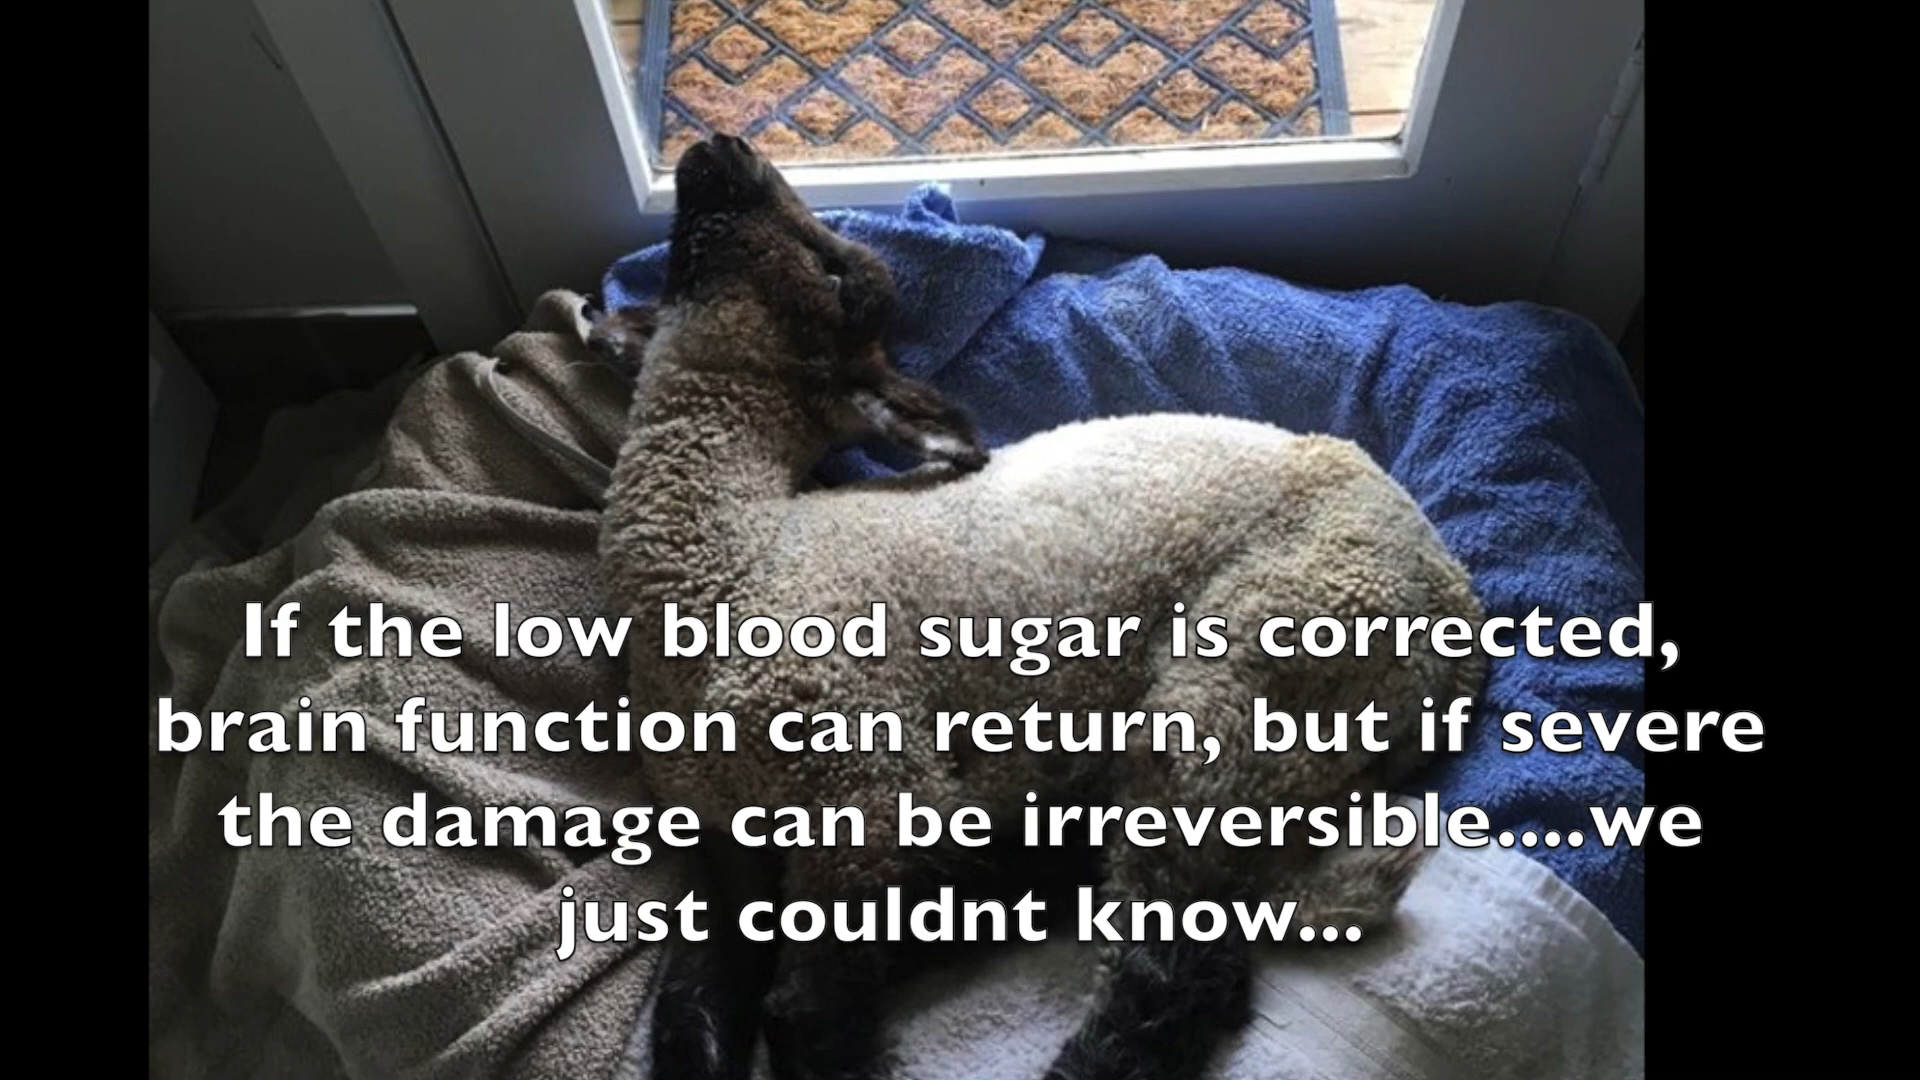 If the low blood sugar is corrected,
brain function can return, but if severe
the damage can be irreversible....we
just couldnt know...